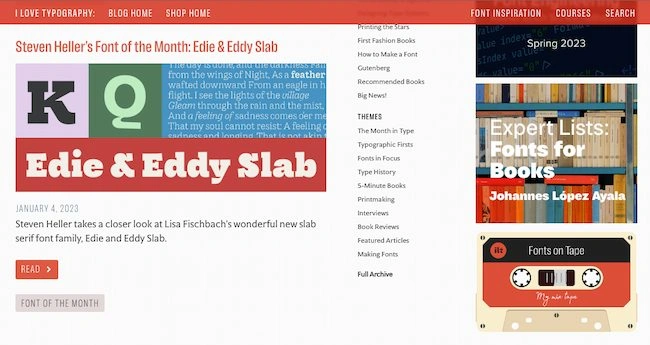 I LOVE TYPOGRAPHY:
BLOG HOME
SHOP HOME
FONT INSPIRATION
COURSES
SEARCH
Steven Heller's Font of the Month: Edie & Eddy Slab
K
Q
The day is done, and the darkness Fall
from the wings of Night, As a feather
wafted downward From an eagle in h
flight. I see the lights of the village
Gleam through the rain and the mist,
And a feeling of sadness comes o'er me
That my soul cannot resist: A feeling o
sadness and longing, That is not akin t
Edie & Eddy Slab
JANUARY 4, 2023
Steven Heller takes a closer look at Lisa Fischbach's wonderful new slab
serif font family, Edie and Eddy Slab.
READ >
FONT OF THE MONTH
Printing the Stars
First Fashion Books
How to Make a Font
Gutenberg
Recommended Books
Big News!
THEMES
The Month in Type
Typographic Firsts
Fonts in Focus
Type History
5-Minute Books
Printmaking
Interviews
Book Reviews
Featured Articles
Making Fonts
Full Archive
Spring 2023
Expert Lists:
Fonts for
Books
Johannes López Ayala
ilt
Fonts on Tape
My mix tape